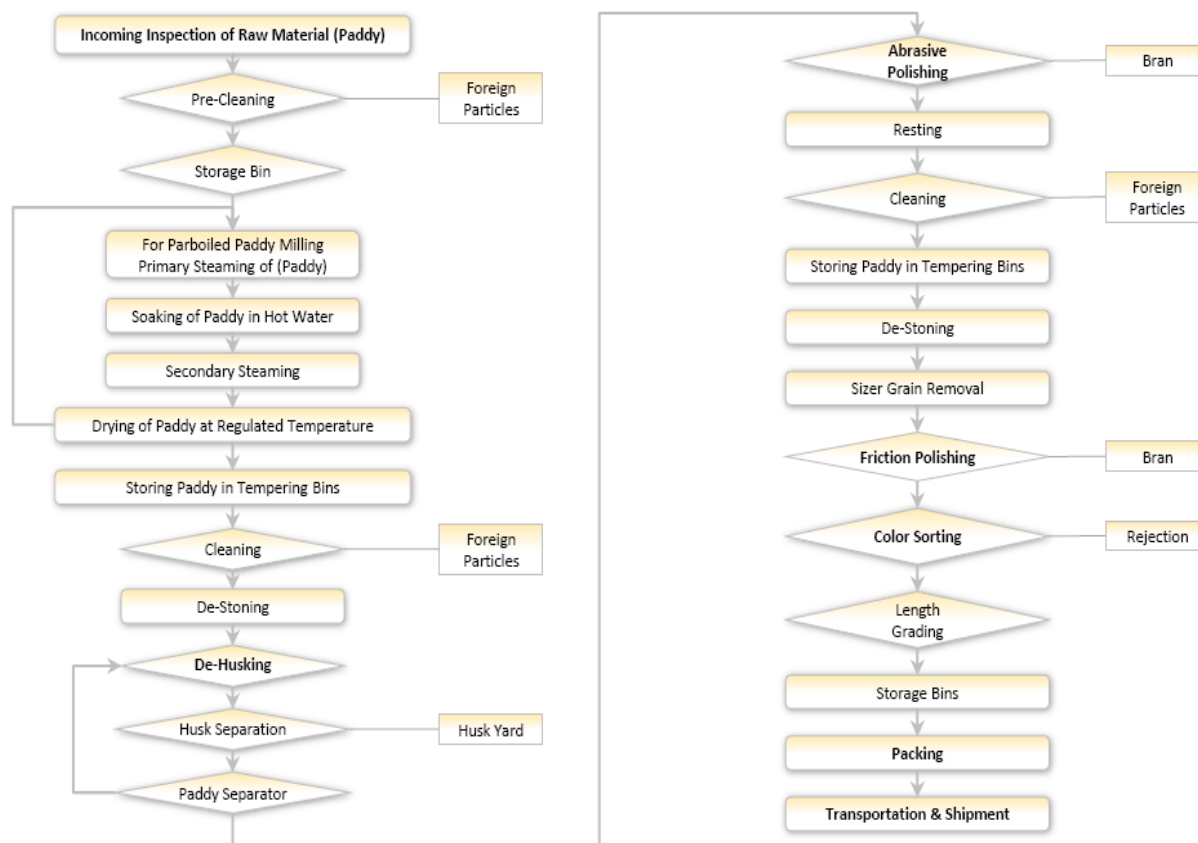 Incoming Inspection of Raw Material (Paddy)
Pre-Cleaning
Foreign
Particles
Storage Bin
For Parboiled Paddy Milling
Primary Steaming of (Paddy)
Soaking of Paddy in Hot Water
Secondary Steaming
Drying of Paddy at Regulated Temperature
Storing Paddy in Tempering Bins
Cleaning
Foreign
Particles
De-Stoning
De-Husking
Husk Separation
Husk Yard
Paddy Separator
Abrasive
Polishing
Bran
Resting
Cleaning
Foreign
Particles
Storing Paddy in Tempering Bins
De-Stoning
Sizer Grain Removal
Friction Polishing
Bran
Color Sorting
Rejection
Length
Grading
Storage Bins
Packing
Transportation & Shipment